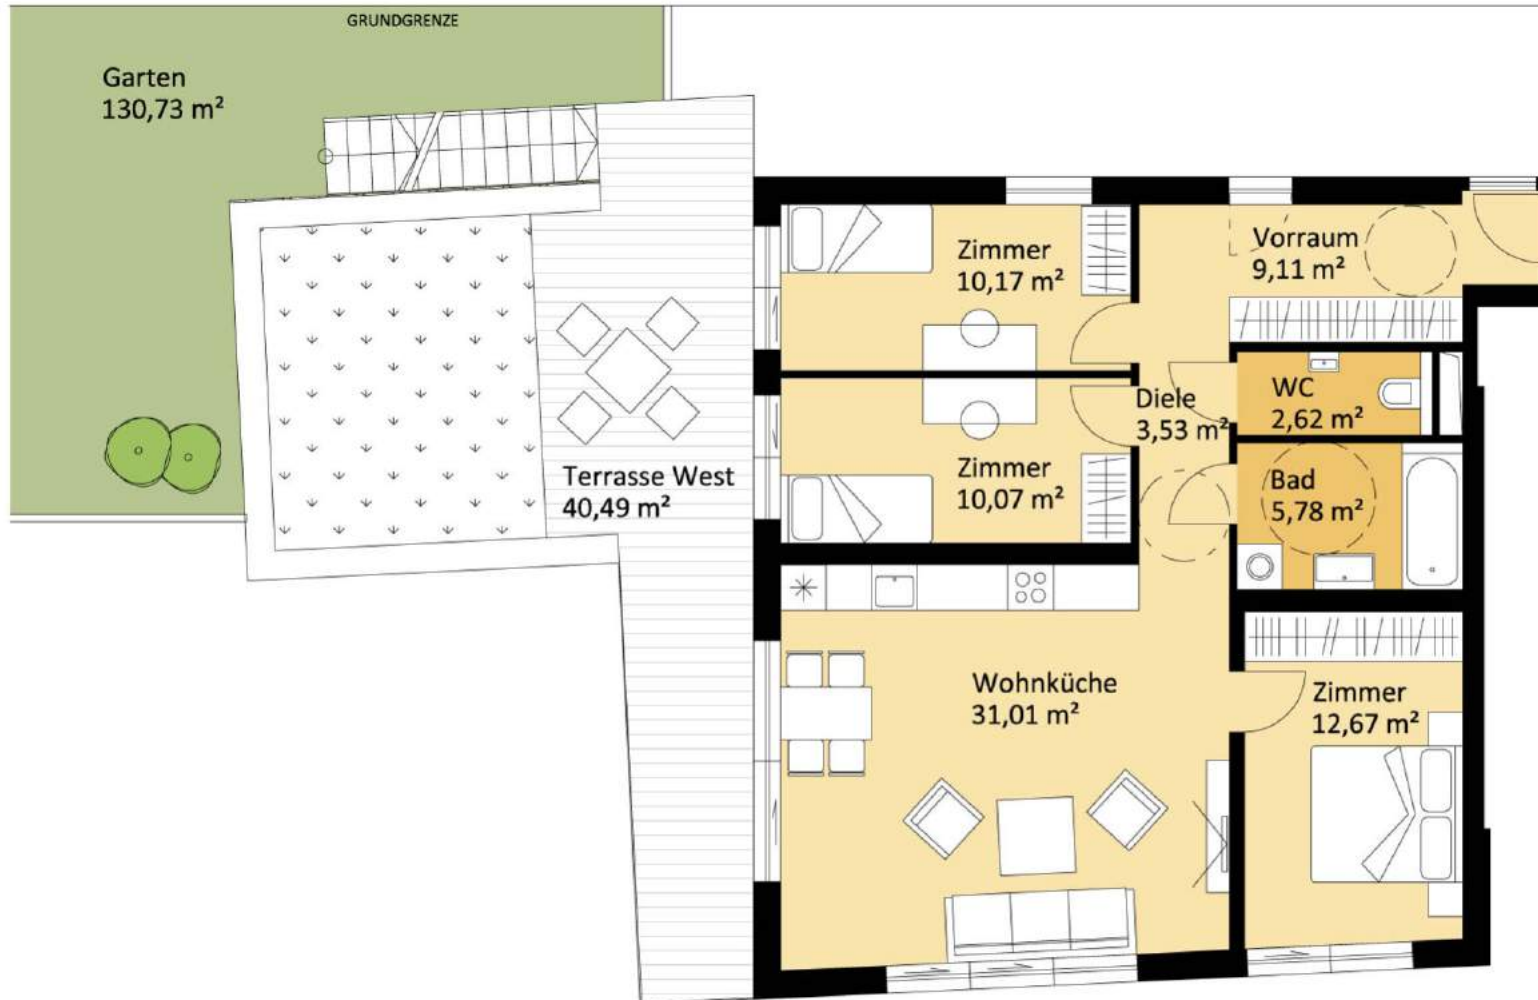 GRUNDGRENZE
Garten
130,73 m²
Zimmer
10,17 m²
Vorraum
9,11 m²
Diele
3,53 m²
WC
2,62 m²
Terrasse West
40,49 m²
Zimmer
10,07 m²
Bad
5,78 m²
Wohnküche
31,01 m²
Zimmer
12,67 m²